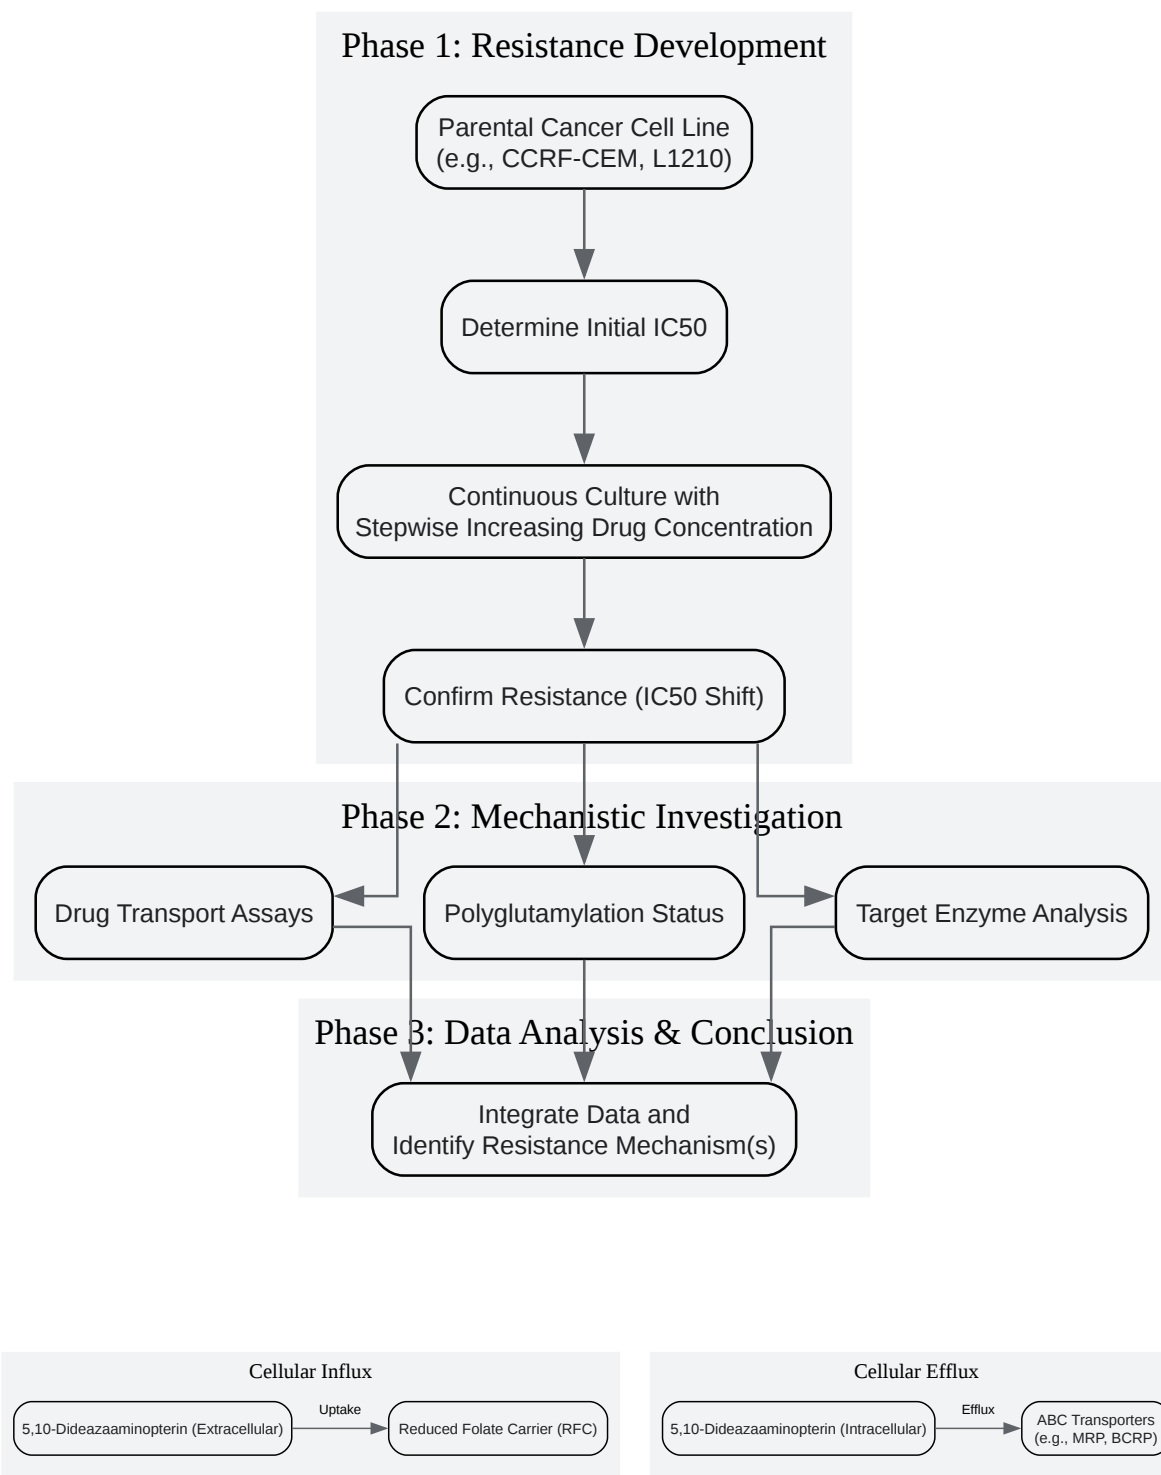 Phase 1: Resistance Development
Parental Cancer Cell Line
(e.g., CCRF-CEM, L1210)
Determine Initial IC50
Continuous Culture with
Stepwise Increasing Drug Concentration
Confirm Resistance (IC50 Shift)
Phase 2: Mechanistic Investigation
Drug Transport Assays
Polyglutamylation Status
Target Enzyme Analysis
Phase 3: Data Analysis & Conclusion
Integrate Data and
Identify Resistance Mechanism(s)
Cellular Influx
5,10-Dideazaaminopterin (Extracellular)
Uptake
Reduced Folate Carrier (RFC)
Cellular Efflux
5,10-Dideazaaminopterin (Intracellular)
Efflux
ABC Transporters
(e.g., MRP, BCRP)